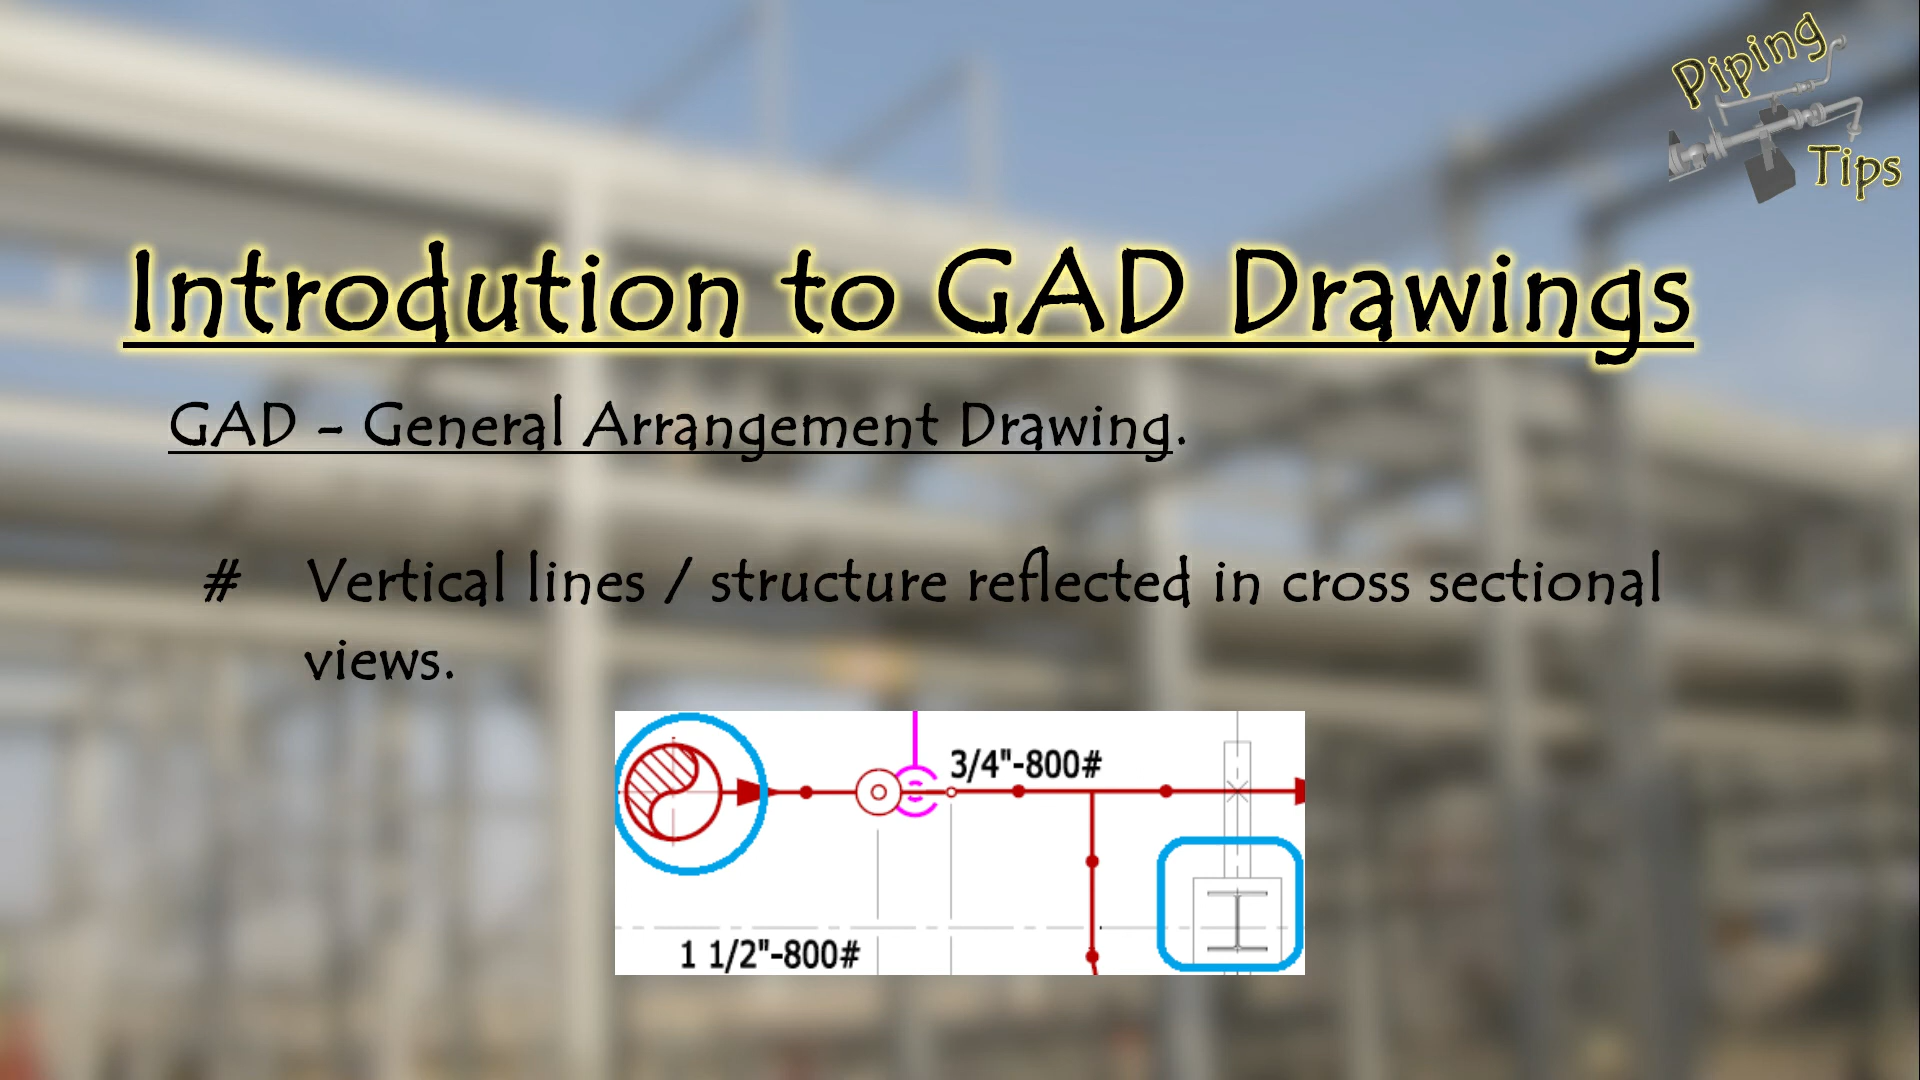 Piping
Tips
Introdution to GAD Drawings
GAD - General Arrangement Drawing.
# Vertical lines / structure reflected in cross sectional
views.
3/4"-800#
1 1/2"-800#